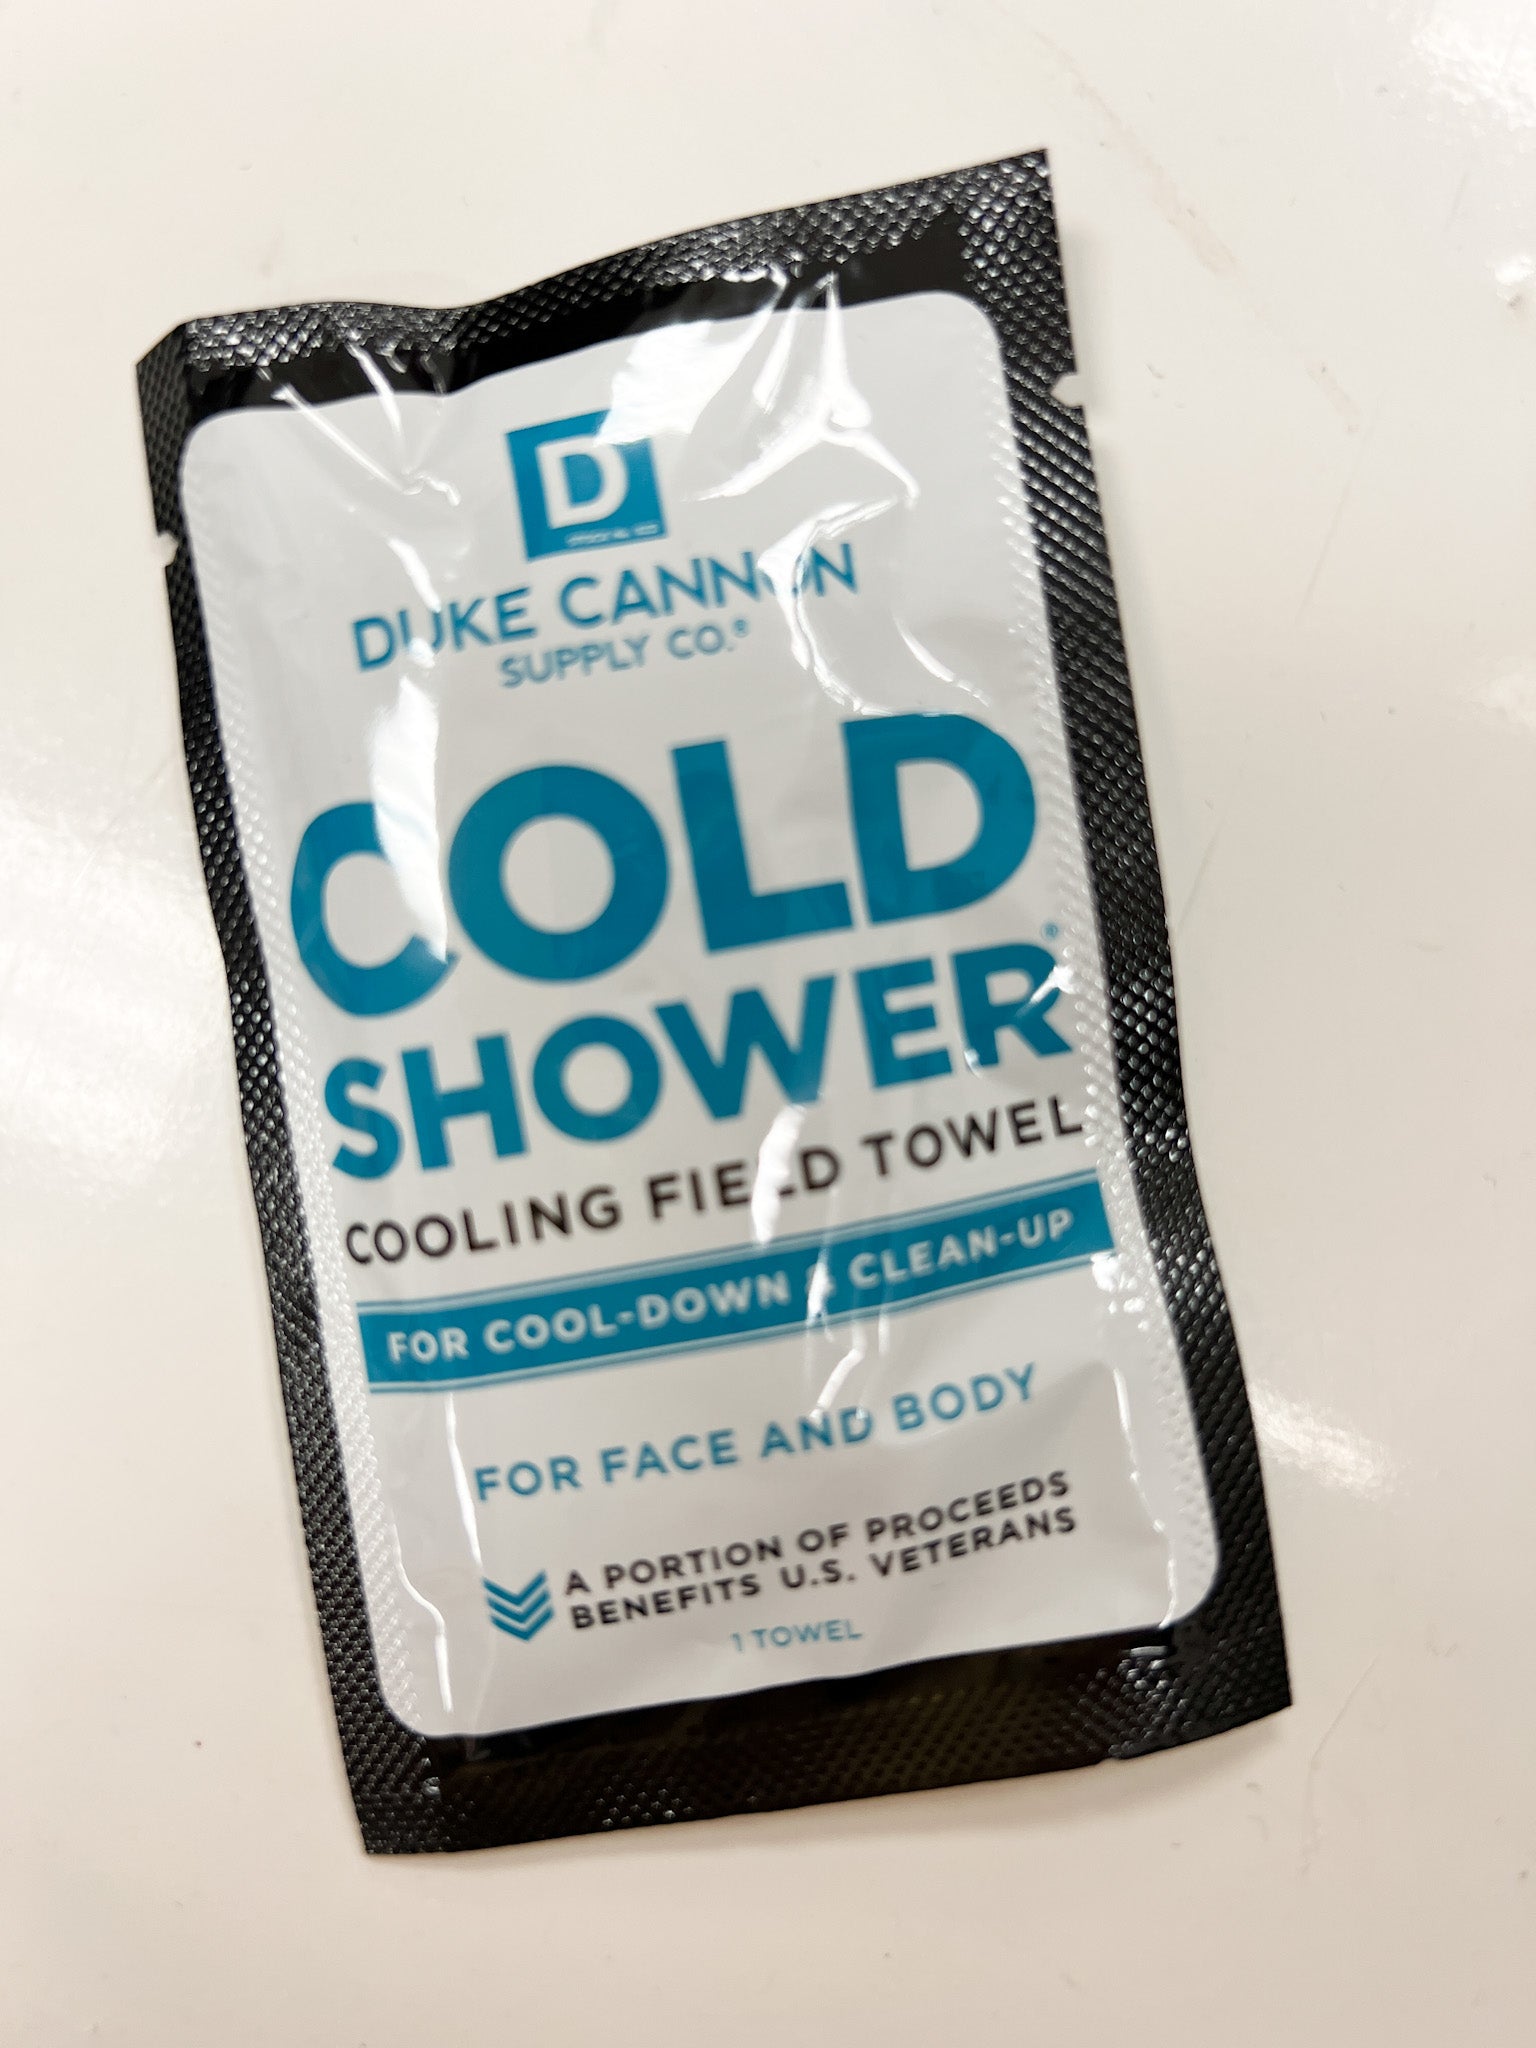 D
DUKE CANNON
SUPPLY CO.®
COLD
SHOWER®
COOLING FIELD TOWEL
FOR COOL-DOWN & CLEAN-UP
FOR FACE AND BODY
A PORTION OF PROCEEDS
BENEFITS U.S. VETERANS
1 TOWEL